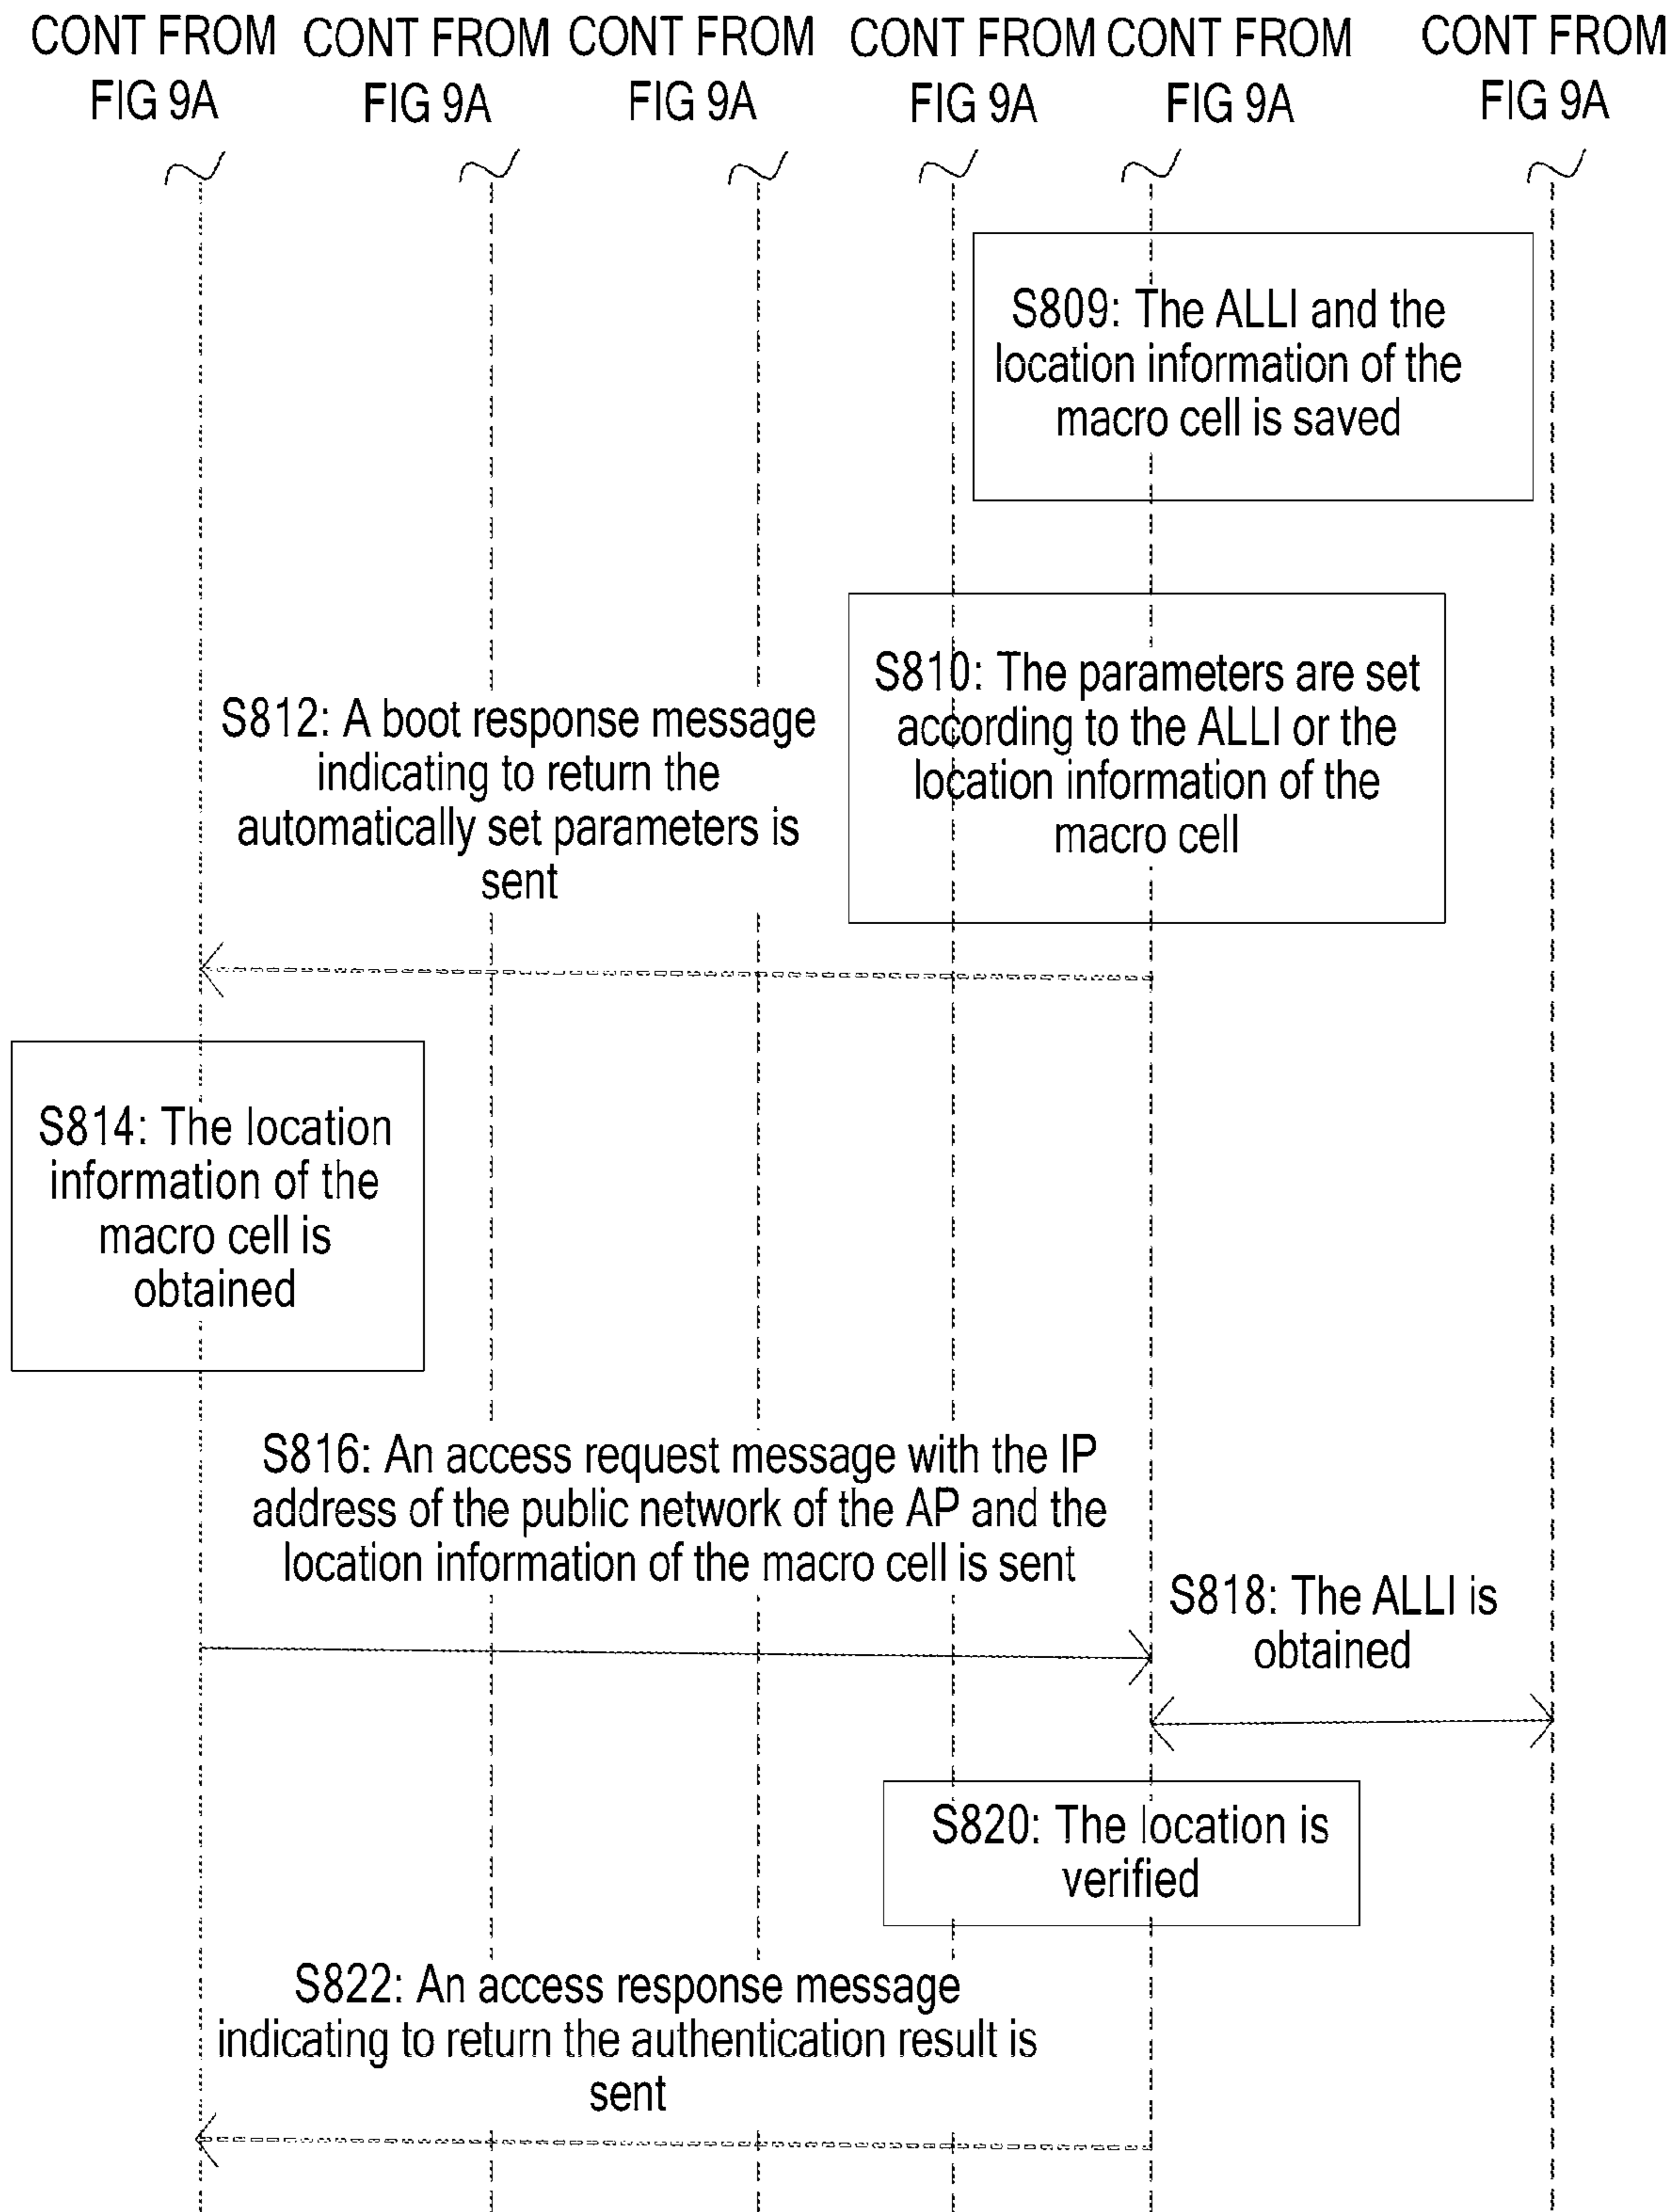 CONT FROM CONT FROM CONT FROM CONT FROM CONT FROM CONT FROM
FIG 9A FIG 9A FIG 9A FIG 9A FIG 9A FIG 9A
S809: The ALLI and the
location information of the
macro cell is saved
S810: The parameters are set
according to the ALLI or the
location information of the
macro cell
S812: A boot response message
indicating to return the
automatically set parameters is
sent
S814: The location
information of the
macro cell is
obtained
S816: An access request message with the IP
address of the public network of the AP and the
location information of the macro cell is sent
S818: The ALLI is
obtained
S820: The location is
verified
S822: An access response message
indicating to return the authentication result is
sent